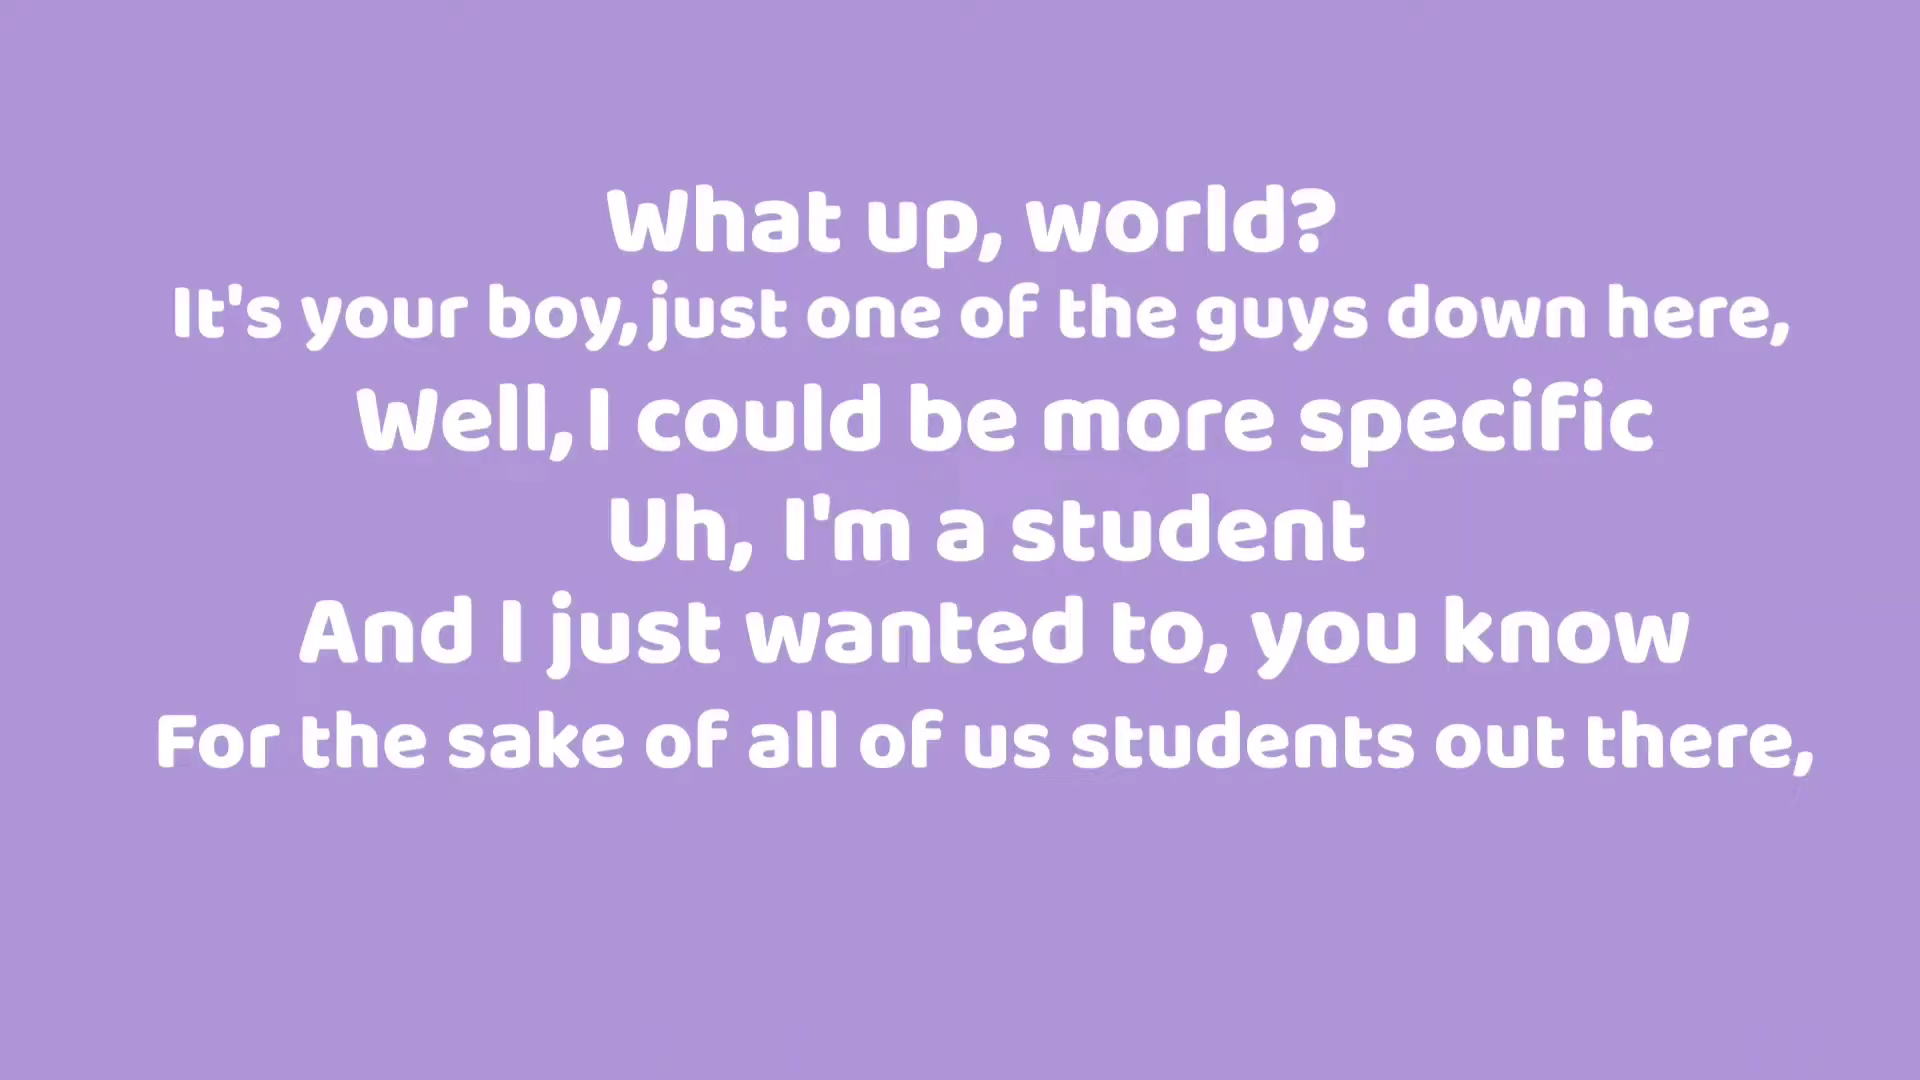 What up, world?
It's your boy, just one of the guys down here,
Well, I could be more specific
Uh, I'm a student
And I just wanted to, you know
For the sake of all of us students out there,